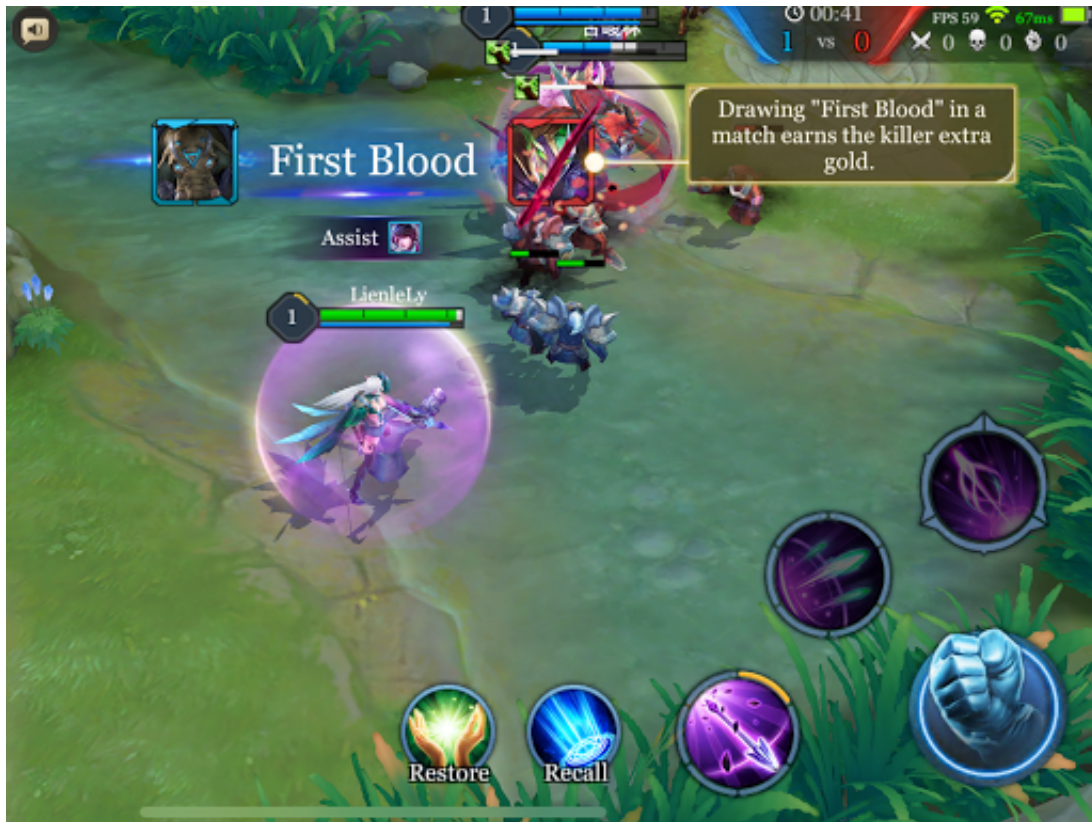 1
00:41
FPS 59
67ms
1 vs 0
0
0
0
1
Drawing "First Blood" in a
match earns the killer extra
gold.
First Blood
Assist
LienleLy
1
Restore
Recall